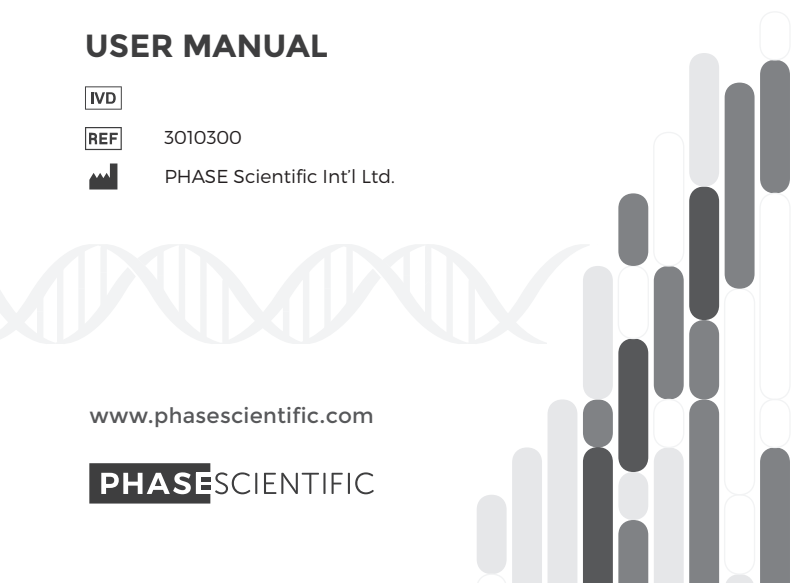 USER MANUAL
IVD
REF 3010300
PHASE Scientific Int'l Ltd.
www.phasescientific.com
PHASESCIENTIFIC